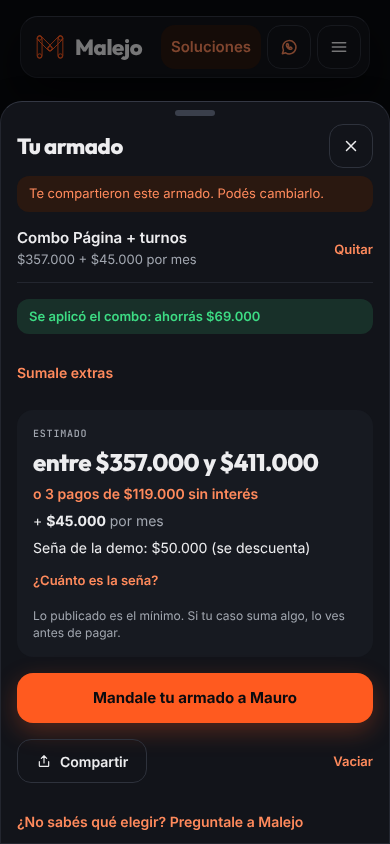 Malejo
Soluciones
Tu armado
Te compartieron este armado. Podés cambiarlo.
Combo Página + turnos
Quitar
$357.000 + $45.000 por mes
Se aplicó el combo: ahorrás $69.000
Sumale extras
ESTIMADO
entre $357.000 y $411.000
o 3 pagos de $119.000 sin interés
+ $45.000 por mes
Seña de la demo: $50.000 (se descuenta)
¿Cuánto es la seña?
Lo publicado es el mínimo. Si tu caso suma algo, lo ves
antes de pagar.
Mandale tu armado a Mauro
Compartir
Vaciar
¿No sabés qué elegir? Preguntale a Malejo